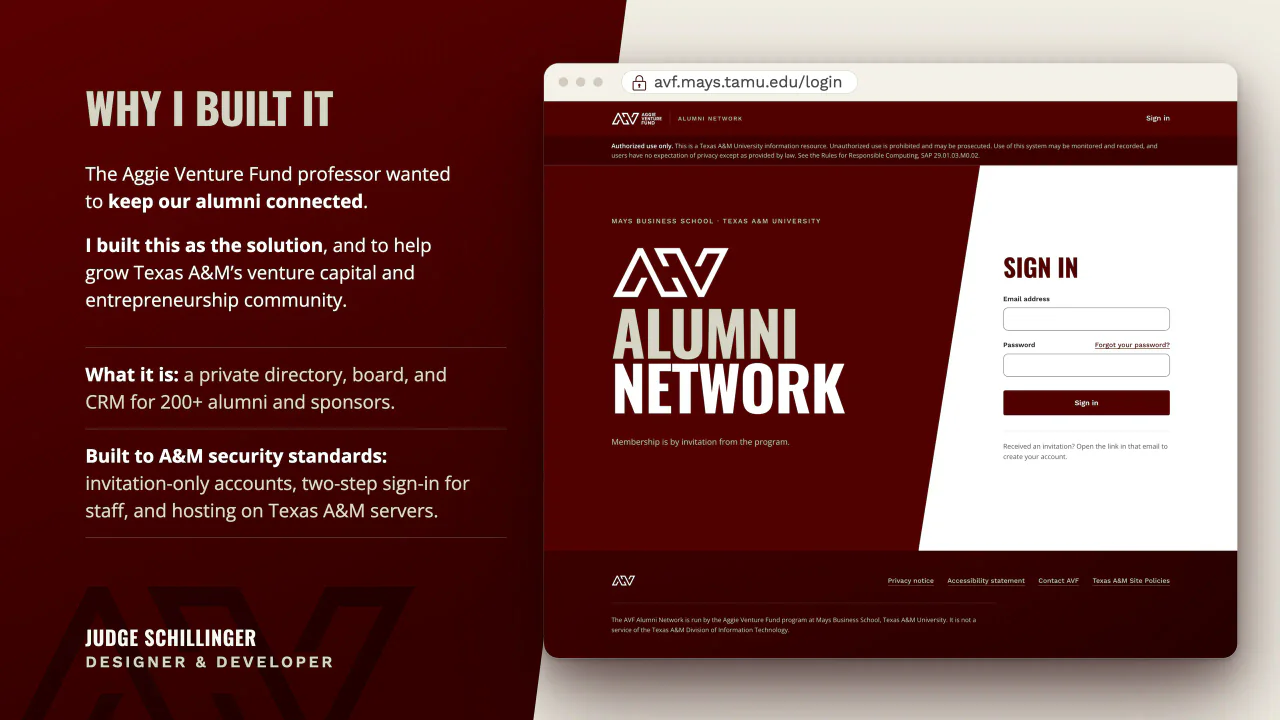 WHY I BUILT IT
The Aggie Venture Fund professor wanted
to keep our alumni connected.
I built this as the solution, and to help
grow Texas A&M’s venture capital and
entrepreneurship community.
What it is: a private directory, board, and
CRM for 200+ alumni and sponsors.
Built to A&M security standards:
invitation-only accounts, two-step sign-in for
staff, and hosting on Texas A&M servers.
JUDGE SCHILLINGER
DESIGNER & DEVELOPER
avf.mays.tamu.edu/login
AGGIE
VENTURE
FUND
ALUMNI NETWORK
Sign in
Authorized use only. This is a Texas A&M University information resource. Unauthorized use is prohibited and may be prosecuted. Use of this system may be monitored and recorded, and
users have no expectation of privacy except as provided by law. See the Rules for Responsible Computing, SAP 29.01.03.M0.02.
MAYS BUSINESS SCHOOL · TEXAS A&M UNIVERSITY
AVF
ALUMNI
NETWORK
Membership is by invitation from the program.
SIGN IN
Email address
Password
Forgot your password?
Sign in
Received an invitation? Open the link in that email to
create your account.
Privacy notice
Accessibility statement
Contact AVF
Texas A&M Site Policies
The AVF Alumni Network is run by the Aggie Venture Fund program at Mays Business School, Texas A&M University. It is not a
service of the Texas A&M Division of Information Technology.